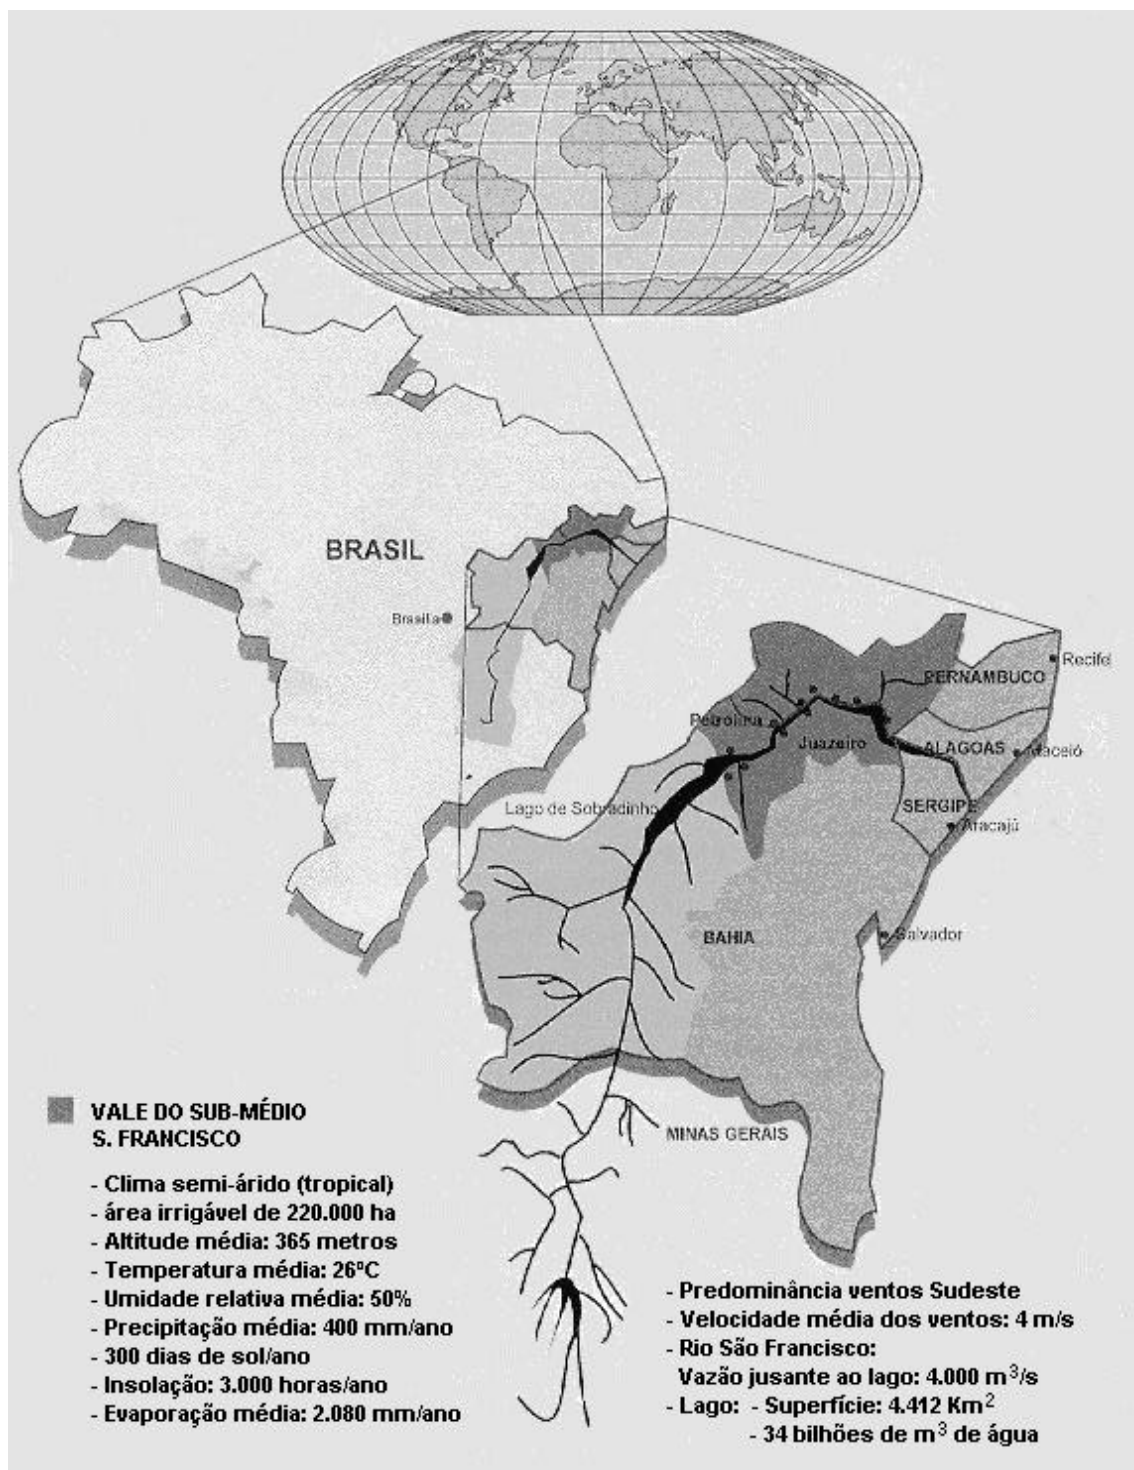 BRASIL
Brasília
Recifel
PERNAMBUCO
Petrolina
Juazeiro
ALAGOAS
Maceió
Lago de Sobradinho
SERGIPE
Aracajú
BAHIA
Salvador
MINAS GERAIS
VALE DO SUB-MÉDIO
S. FRANCISCO
- Clima semi-árido (tropical)
- área irrigável de 220.000 ha
- Altitude média: 365 metros
- Temperatura média: 26ºC
- Umidade relativa média: 50%
- Precipitação média: 400 mm/ano
- 300 dias de sol/ano
- Insolação: 3.000 horas/ano
- Evaporação média: 2.080 mm/ano
- Predominância ventos Sudeste
- Velocidade média dos ventos: 4 m/s
- Rio São Francisco:
Vazão jusante ao lago: 4.000 m³/s
- Lago: - Superfície: 4.412 Km²
- 34 bilhões de m³ de água